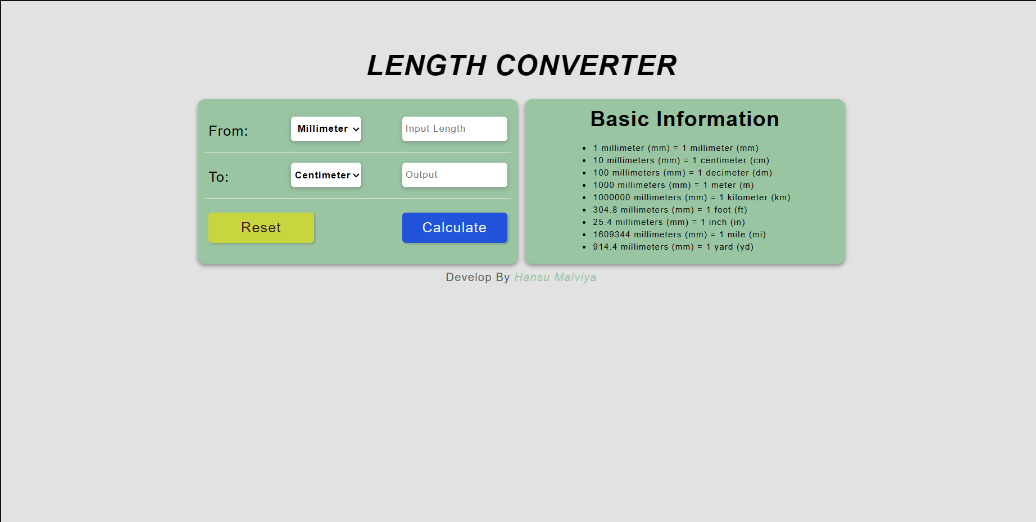 LENGTH CONVERTER
From:
Millimeter
Input Length
To:
Centimeter
Output
Reset
Calculate
Basic Information
1 millimeter (mm) = 1 millimeter (mm)
10 millimeters (mm) = 1 centimeter (cm)
100 millimeters (mm) = 1 decimeter (dm)
1000 millimeters (mm) = 1 meter (m)
1000000 millimeters (mm) = 1 kilometer (km)
304.8 millimeters (mm) = 1 foot (ft)
25.4 millimeters (mm) = 1 inch (in)
1609344 millimeters (mm) = 1 mile (mi)
914.4 millimeters (mm) = 1 yard (yd)
Develop By Hansu Malviya